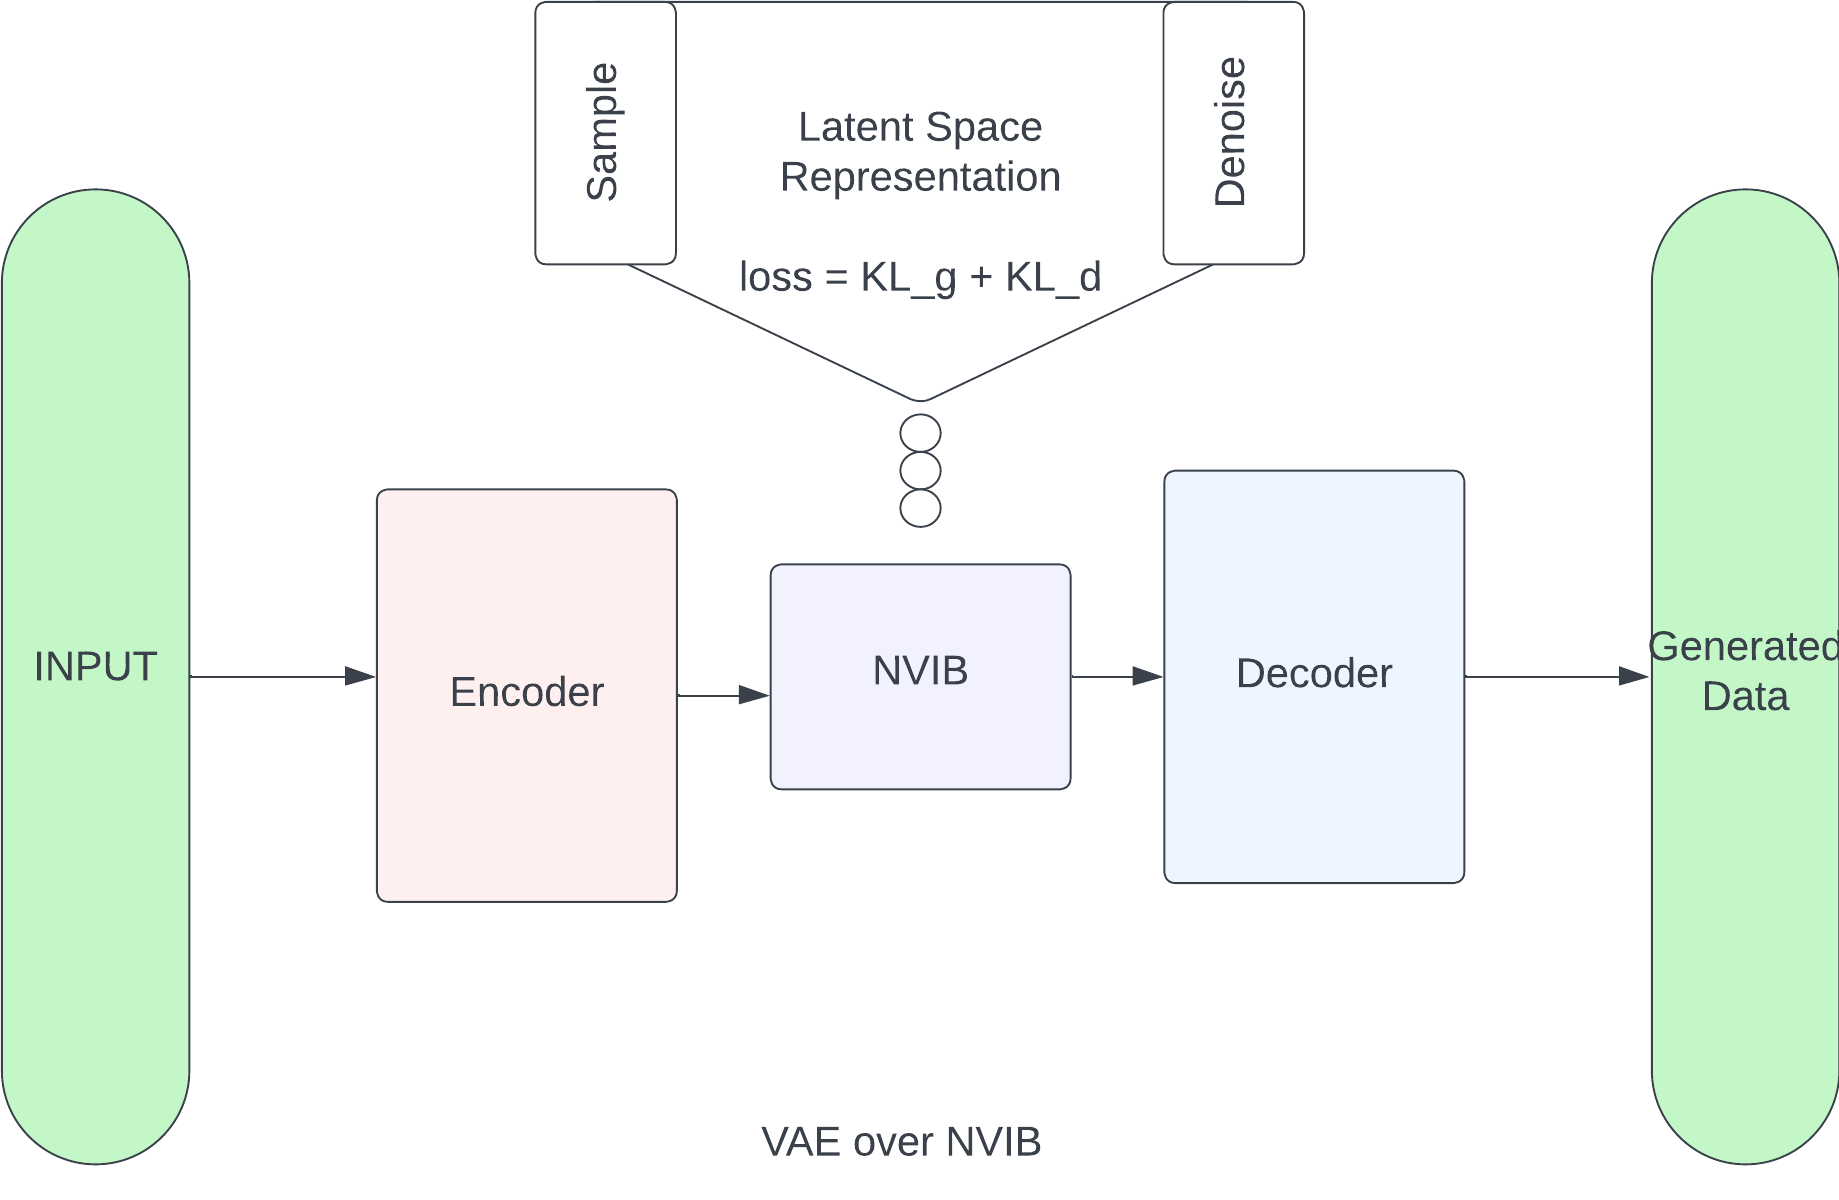 Sample
Latent Space
Representation
loss = KL_g + KL_d
Denoise
INPUT
Encoder
NVIB
Decoder
Generated
Data
VAE over NVIB